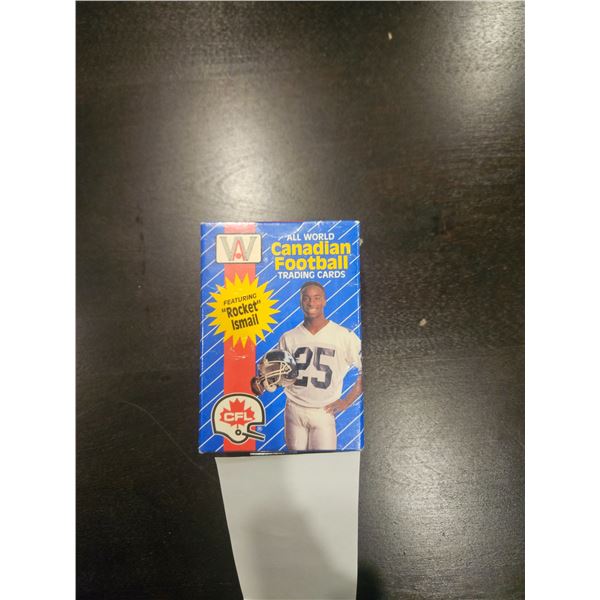 AW
ALL WORLD
Canadian
Football
TRADING CARDS
FEATURING
"Rocket"
Ismail
25
CFL